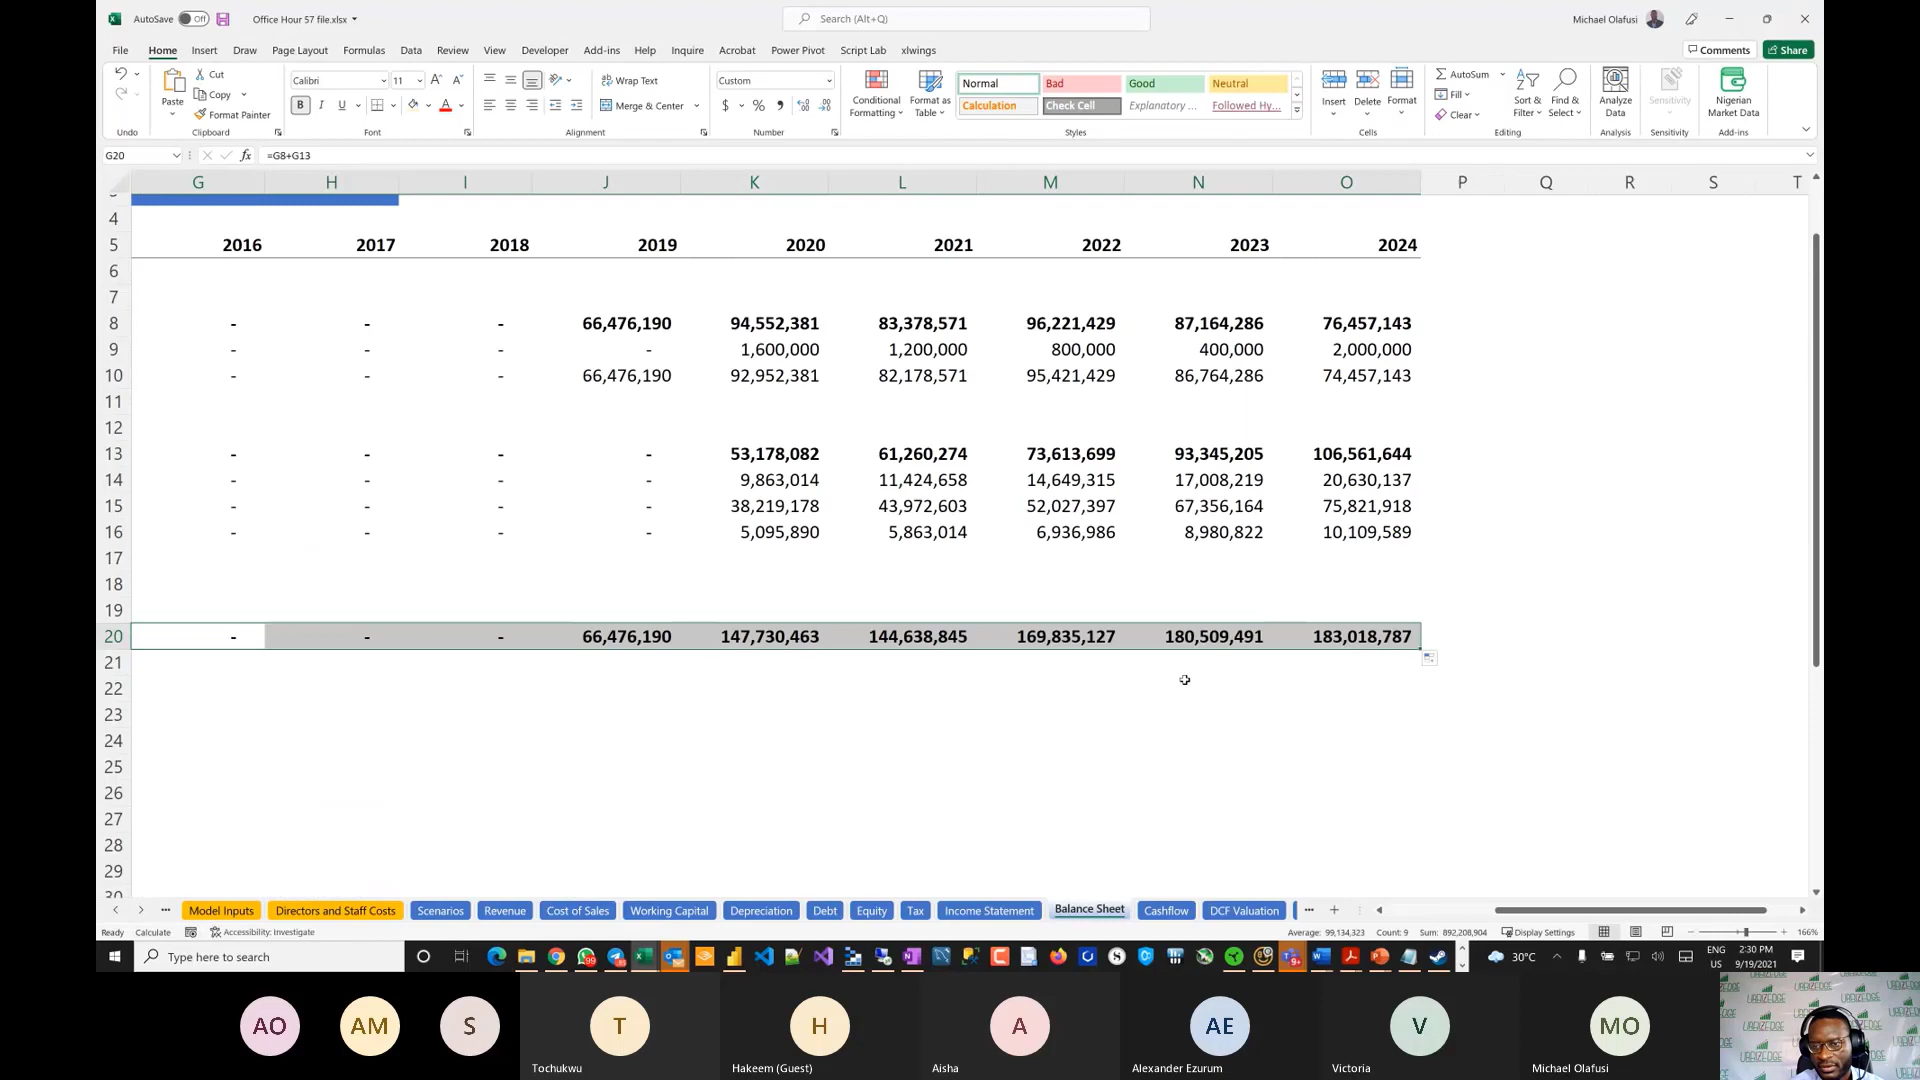 AutoSave Off Office Hour 57 file.xlsx Search (Alt+Q) Michael Olafusi
File Home Insert Draw Page Layout Formulas Data Review View Developer Add-ins Help Inquire Acrobat Power Pivot Script Lab xlwings Comments Share
Paste Cut Copy Format Painter
Calibri 11 A A
B I U
Wrap Text
Merge & Center
Custom
$ % ,
Conditional Formatting
Format as Table
Normal Bad Good Neutral
Calculation Check Cell Explanatory ... Followed Hy...
Insert Delete Format
AutoSum
Fill
Clear
Sort & Filter
Find & Select
Analyze Data
Sensitivity
Nigerian Market Data
Undo Clipboard Font Alignment Number Styles Cells Editing Analysis Sensitivity Add-ins
G20 fx =G8+G13
G H I J K L M N O P Q R S T
4
5 2016 2017 2018 2019 2020 2021 2022 2023 2024
6
7
8 - - - 66,476,190 94,552,381 83,378,571 96,221,429 87,164,286 76,457,143
9 - - - - 1,600,000 1,200,000 800,000 400,000 2,000,000
10 - - - 66,476,190 92,952,381 82,178,571 95,421,429 86,764,286 74,457,143
11
12
13 - - - - 53,178,082 61,260,274 73,613,699 93,345,205 106,561,644
14 - - - - 9,863,014 11,424,658 14,649,315 17,008,219 20,630,137
15 - - - - 38,219,178 43,972,603 52,027,397 67,356,164 75,821,918
16 - - - - 5,095,890 5,863,014 6,936,986 8,980,822 10,109,589
17
18
19
20 - - - 66,476,190 147,730,463 144,638,845 169,835,127 180,509,491 183,018,787
21
22
23
24
25
26
27
28
29
30
... Model Inputs Directors and Staff Costs Scenarios Revenue Cost of Sales Working Capital Depreciation Debt Equity Tax Income Statement Balance Sheet Cashflow DCF Valuation ... +
Ready Calculate Accessibility: Investigate Average: 99,134,323 Count: 9 Sum: 892,208,904 Display Settings 166%
Type here to search 30°C ENG US 2:30 PM 9/19/2021
AO AM S T H A AE V MO
Tochukwu Hakeem (Guest) Aisha Alexander Ezurum Victoria Michael Olafusi
URBIZEDGE